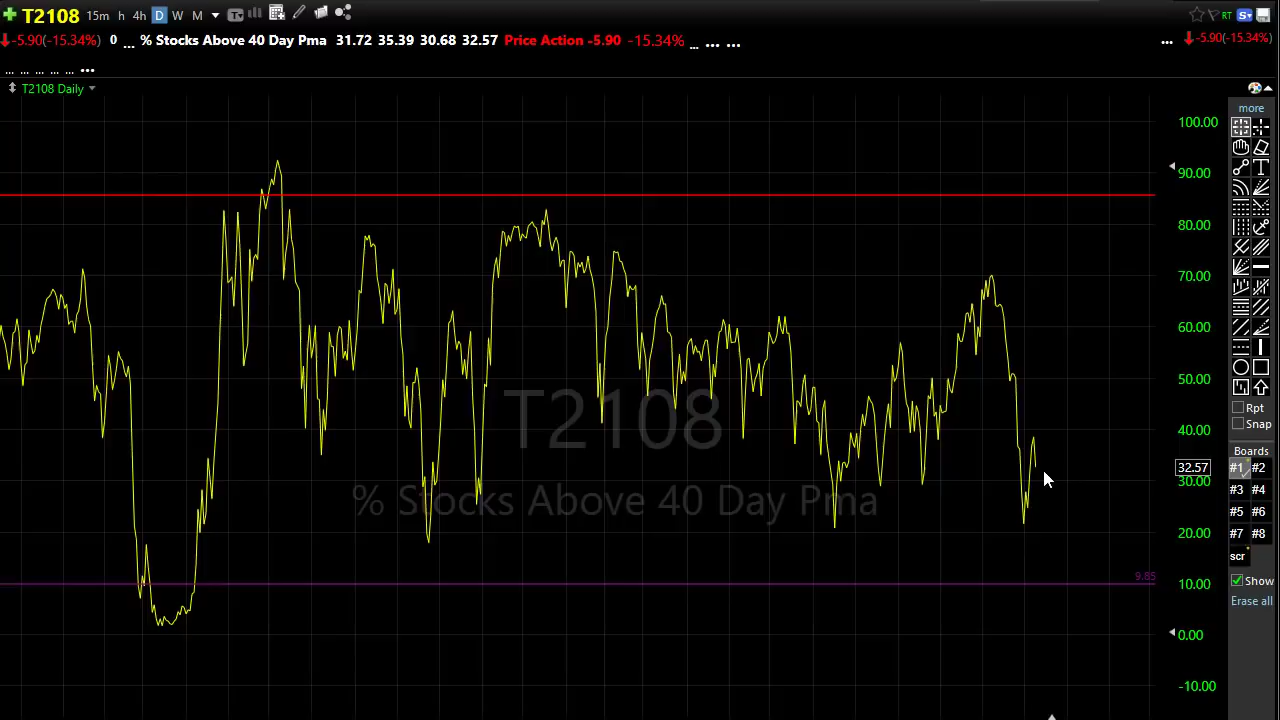 T2108 15m h 4h D W M T RT S
-5.90(-15.34%) 0 ... % Stocks Above 40 Day Pma 31.72 35.39 30.68 32.57 Price Action -5.90 -15.34% ... ... ... ... -5.90(-15.34%)
... ... ... ... ... ...
T2108 Daily
more
100.00
90.00
80.00
70.00
60.00
50.00
40.00
32.57
30.00
20.00
9.85
10.00
0.00
-10.00
T2108
% Stocks Above 40 Day Pma
T
Rpt
Snap
Boards
#1 #2
#3 #4
#5 #6
#7 #8
scr
Show
Erase all